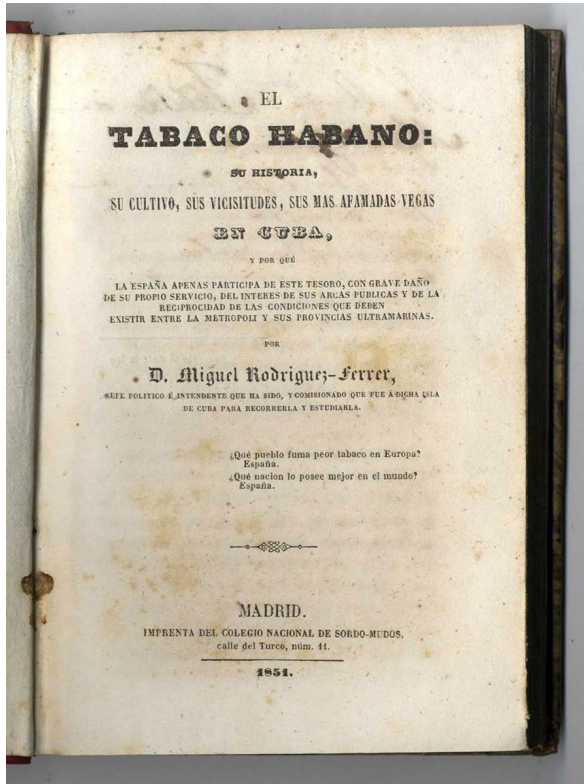 EL
TABACO HABANO:
SU HISTORIA,
SU CULTIVO, SUS VICISITUDES, SUS MAS AFAMADAS VEGAS
EN CUBA,
Y POR QUÉ
LA ESPAÑA APENAS PARTICIPA DE ESTE TESORO, CON GRAVE DAÑO
DE SU PROPIO SERVICIO, DEL INTERES DE SUS ARCAS PUBLICAS Y DE LA
RECIPROCIDAD DE LAS CONDICIONES QUE DEBEN
EXISTIR ENTRE LA METROPOLI Y SUS PROVINCIAS ULTRAMARINAS.
POR
D. Miguel Rodriguez-Ferrer,
GEFE POLITICO É INTENDENTE QUE HA SIDO, Y COMISIONADO QUE FUE Á DICHA ISLA
DE CUBA PARA RECORRERLA Y ESTUDIARLA.
¿Qué pueblo fuma peor tabaco en Europa?
España.
¿Qué nacion lo posee mejor en el mundo?
España.
MADRID.
IMPRENTA DEL COLEGIO NACIONAL DE SORDO-MUDOS,
calle del Turco, núm. 11.
1851.